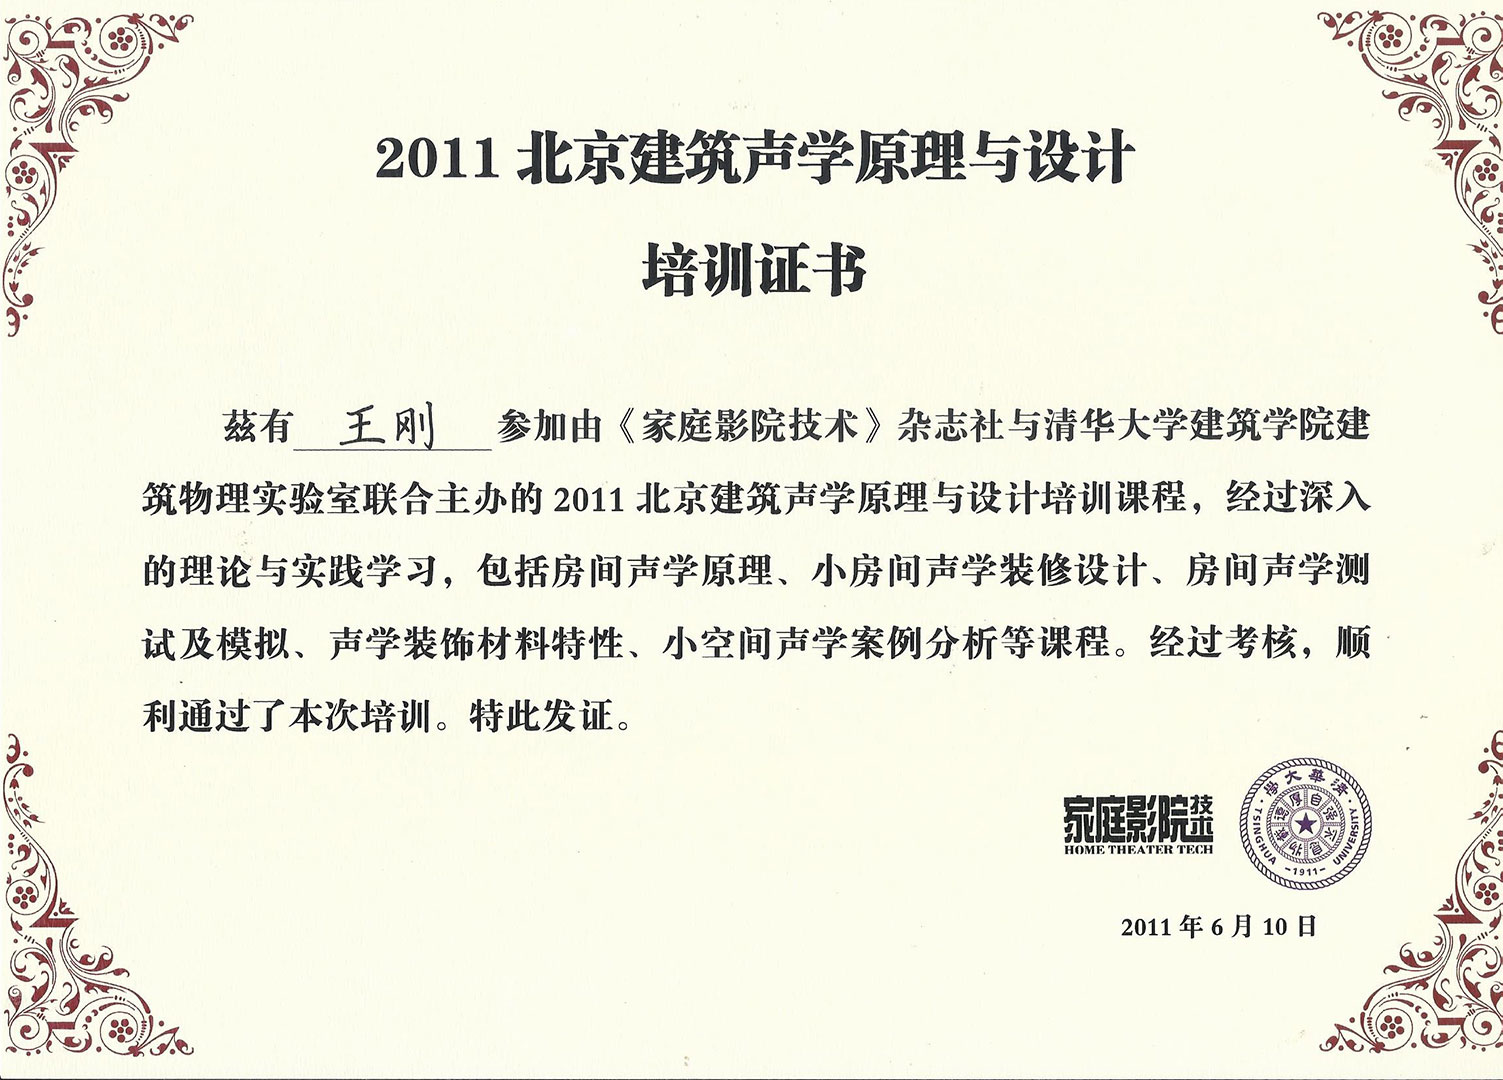 2011 北京建筑声学原理与设计
培训证书
兹有 王刚 参加由《家庭影院技术》杂志社与清华大学建筑学院建
筑物理实验室联合主办的 2011 北京建筑声学原理与设计培训课程，经过深入
的理论与实践学习，包括房间声学原理、小房间声学装修设计、房间声学测
试及模拟、声学装饰材料特性、小空间声学案例分析等课程。经过考核，顺
利通过了本次培训。特此发证。
家庭影院技术
HOME THEATER TECH
清華大學
自强不息
厚德載物
TSINGHUA UNIVERSITY
-1911-
2011 年 6 月 10 日